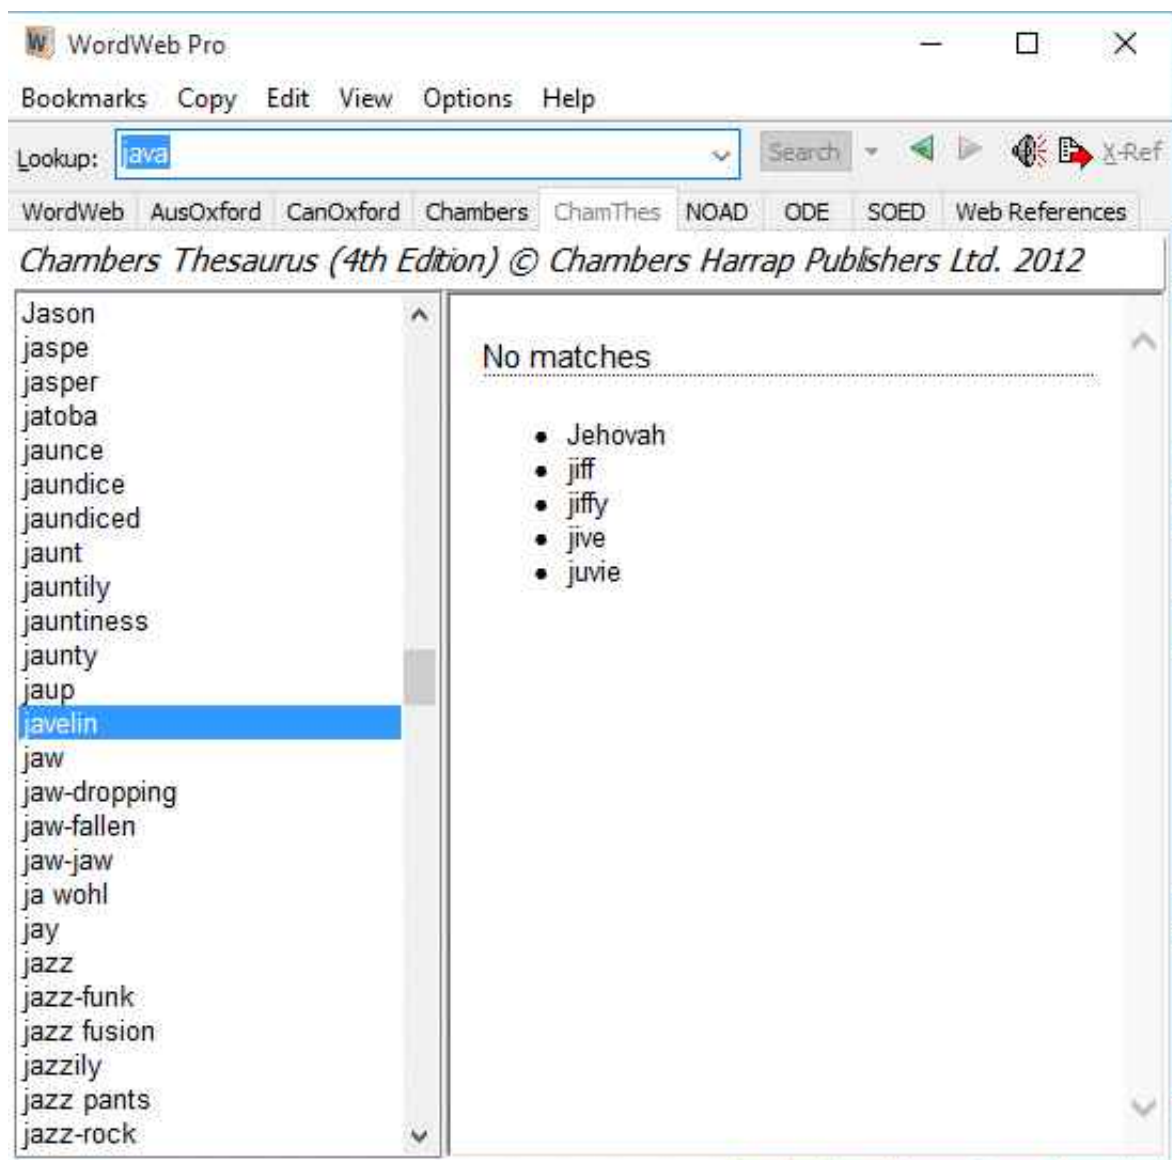 W WordWeb Pro
Bookmarks Copy Edit View Options Help
Lookup: java Search X-Ref
WordWeb AusOxford CanOxford Chambers ChamThes NOAD ODE SOED Web References
Chambers Thesaurus (4th Edition) © Chambers Harrap Publishers Ltd. 2012
Jason
jaspe
jasper
jatoba
jaunce
jaundice
jaundiced
jaunt
jauntily
jauntiness
jaunty
jaup
javelin
jaw
jaw-dropping
jaw-fallen
jaw-jaw
ja wohl
jay
jazz
jazz-funk
jazz fusion
jazzily
jazz pants
jazz-rock
No matches
• Jehovah
• jiff
• jiffy
• jive
• juvie